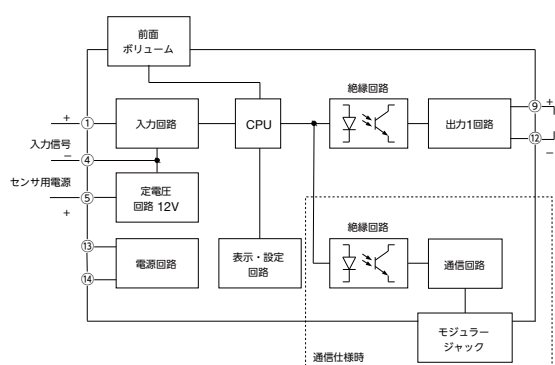 前面
ボリューム
絶縁回路
+
①
入力回路
CPU
出力1回路
⑨
+
入力信号
−
④
⑫
−
センサ用電源
⑤
+
定電圧
回路 12V
絶縁回路
⑬
電源回路
⑭
表示・設定
回路
通信回路
モジュラー
ジャック
通信仕様時